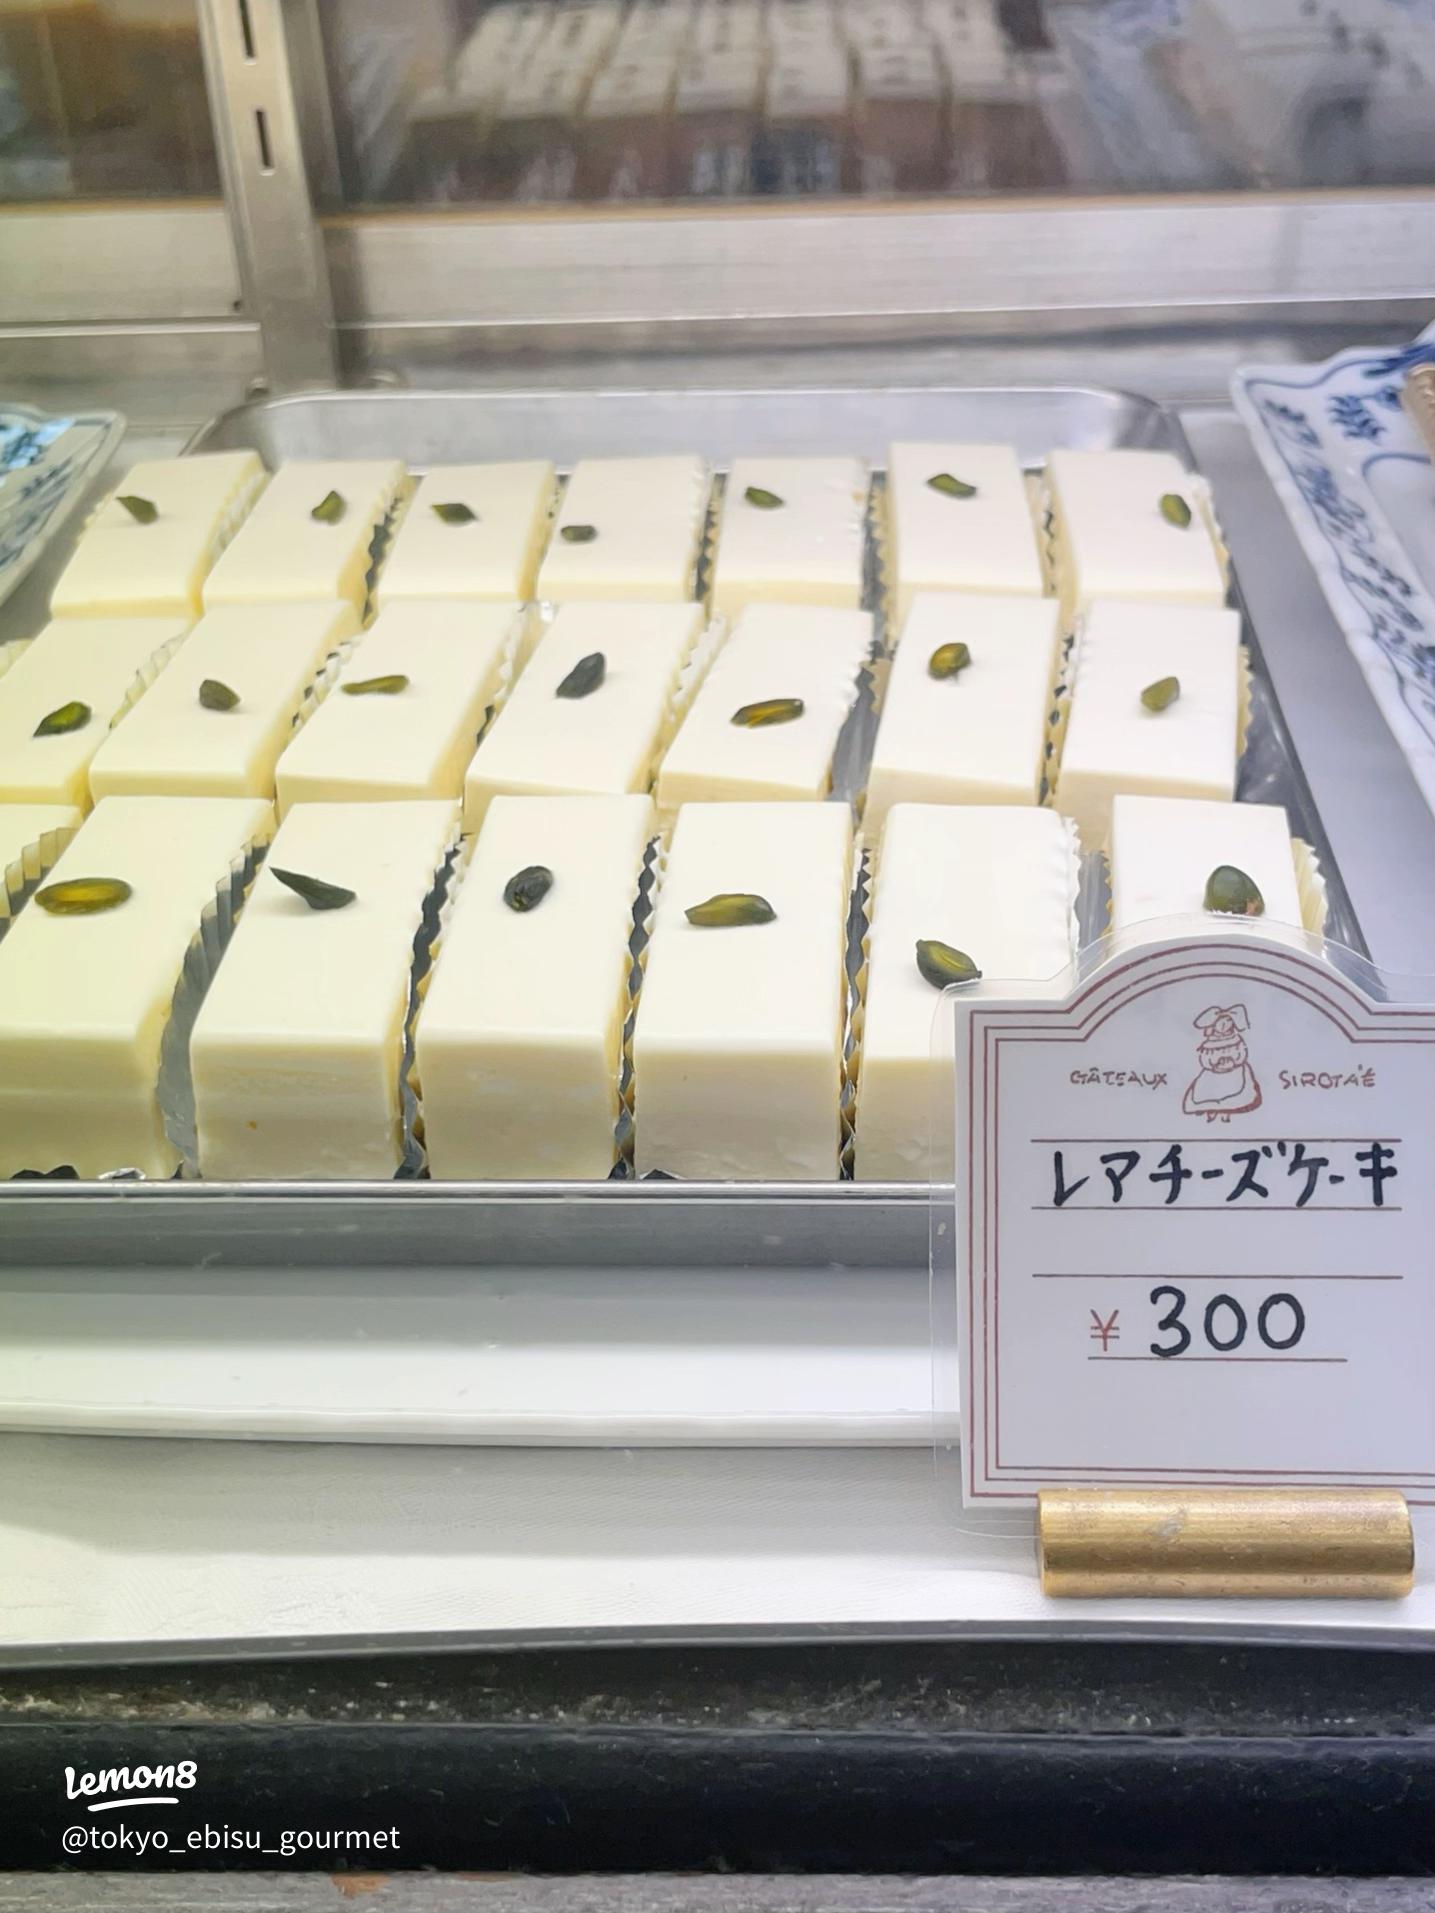 GÂTEAUX SIROTAÉ
レアチーズケーキ
¥ 300
Lemon8
@tokyo_ebisu_gourmet